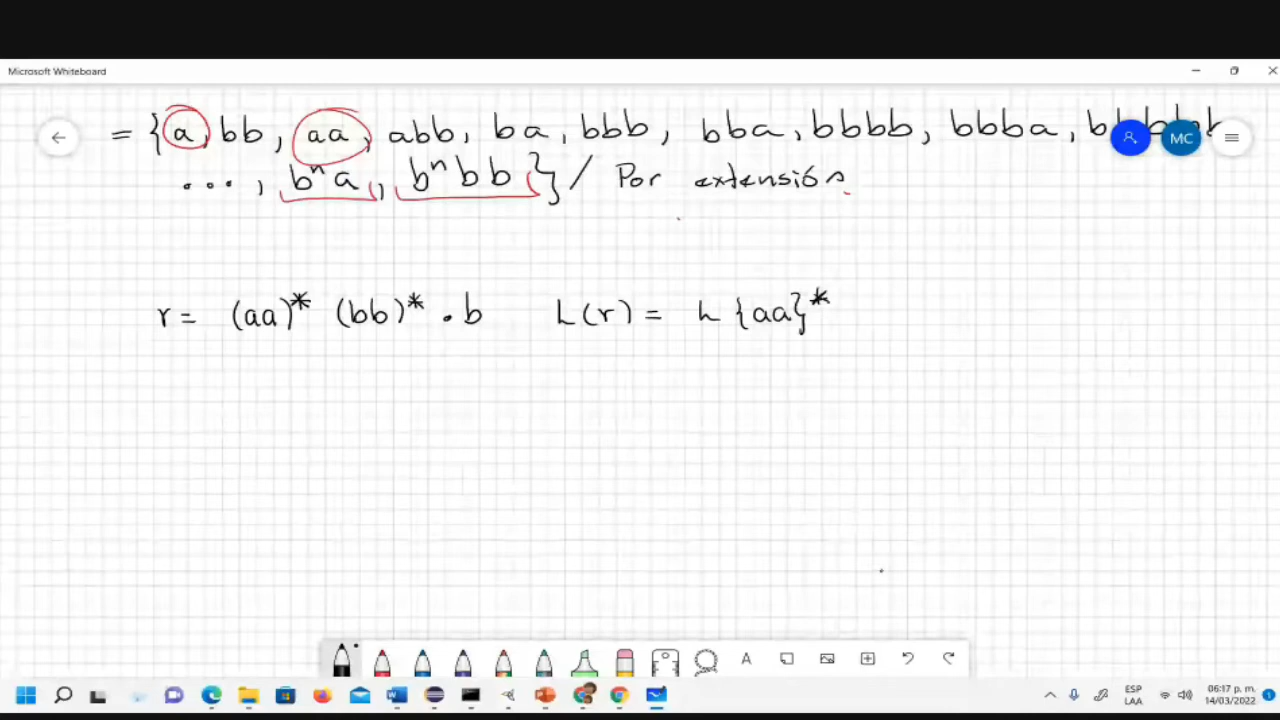 Microsoft Whiteboard
= {a, bb, aa, abb, ba, bbb, bba, bbbb, bbba,
MC
..., bⁿa, bⁿbb} / Por extensión
r = (aa)* (bb)* . b L(r) = L {aa}*
A
ESP
LAA
06:17 p. m.
14/03/2022
1